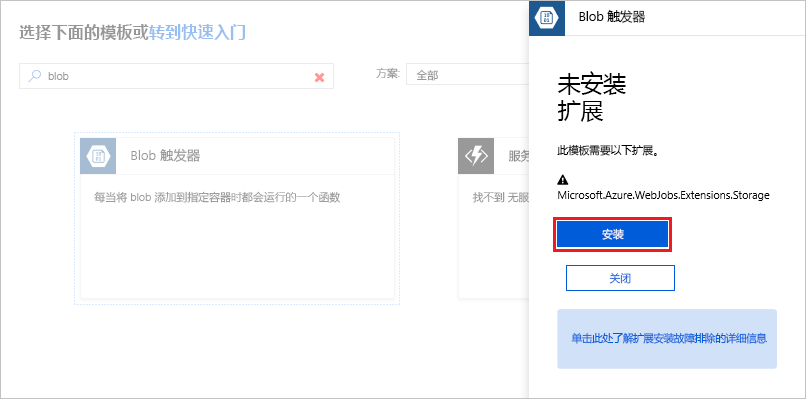 选择下面的模板或转到快速入门
blob
方案:
全部
Blob 触发器
每当将 blob 添加到指定容器时都会运行的一个函数
服务
找不到 无服
Blob 触发器
未安装
扩展
此模板需要以下扩展。
Microsoft.Azure.WebJobs.Extensions.Storage
安装
关闭
单击此处了解扩展安装故障排除的详细信息